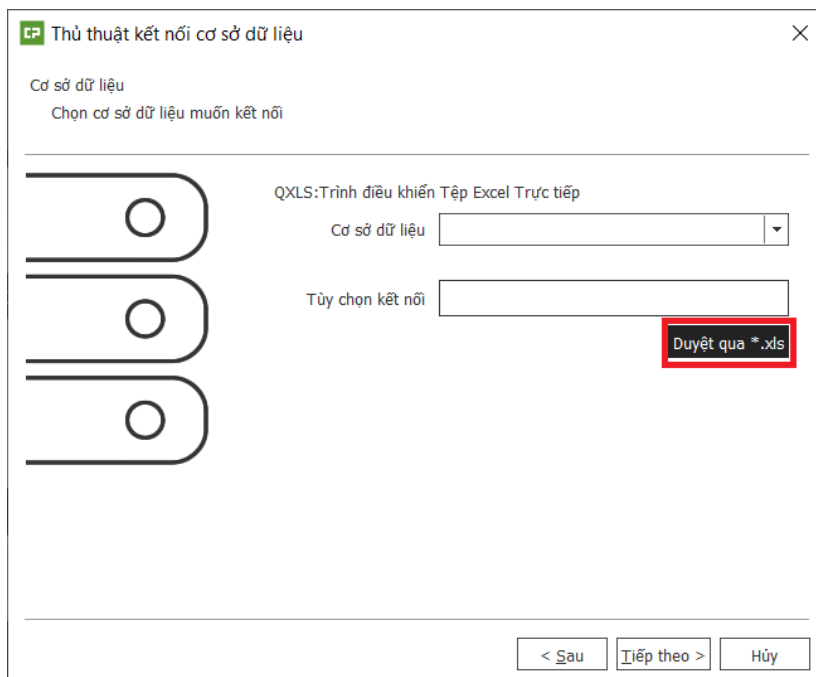 CP Thủ thuật kết nối cơ sở dữ liệu
Cơ sở dữ liệu
Chọn cơ sở dữ liệu muốn kết nối
QXLS:Trình điều khiển Tệp Excel Trực tiếp
Cơ sở dữ liệu
Tùy chọn kết nối
Duyệt qua *.xls
< Sau
Tiếp theo >
Hủy